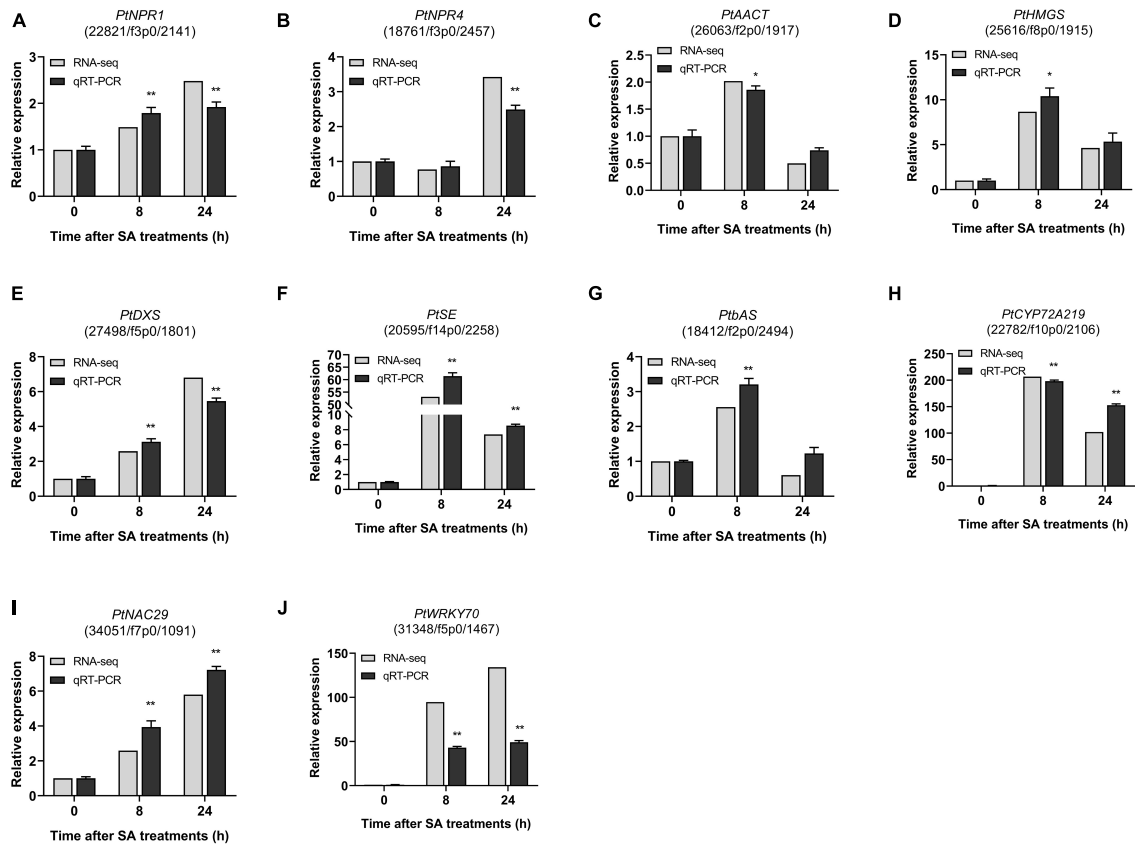 A
PtNPR1
(22821/f3p0/2141)
3
2
1
0
Relative expression
RNA-seq
qRT-PCR
**
**
0 8 24
Time after SA treatments (h)
B
PtNPR4
(18761/f3p0/2457)
4
3
2
1
0
Relative expression
RNA-seq
qRT-PCR
**
0 8 24
Time after SA treatments (h)
C
PtAACT
(26063/f2p0/1917)
2.5
2.0
1.5
1.0
0.5
0.0
Relative expression
RNA-seq
qRT-PCR
*
0 8 24
Time after SA treatments (h)
D
PtHMGS
(25616/f8p0/1915)
15
10
5
0
Relative expression
RNA-seq
qRT-PCR
*
0 8 24
Time after SA treatments (h)
E
PtDXS
(27498/f5p0/1801)
8
6
4
2
0
Relative expression
RNA-seq
qRT-PCR
**
**
0 8 24
Time after SA treatments (h)
F
PtSE
(20595/f14p0/2258)
70
65
60
55
50
10
8
6
4
2
0
Relative expression
RNA-seq
qRT-PCR
**
**
0 8 24
Time after SA treatments (h)
G
PtbAS
(18412/f2p0/2494)
4
3
2
1
0
Relative expression
RNA-seq
qRT-PCR
**
0 8 24
Time after SA treatments (h)
H
PtCYP72A219
(22782/f10p0/2106)
250
200
150
100
50
0
Relative expression
RNA-seq
qRT-PCR
**
**
0 8 24
Time after SA treatments (h)
I
PtNAC29
(34051/f7p0/1091)
8
6
4
2
0
Relative expression
RNA-seq
qRT-PCR
**
**
0 8 24
Time after SA treatments (h)
J
PtWRKY70
(31348/f5p0/1467)
150
100
50
0
Relative expression
RNA-seq
qRT-PCR
**
**
0 8 24
Time after SA treatments (h)